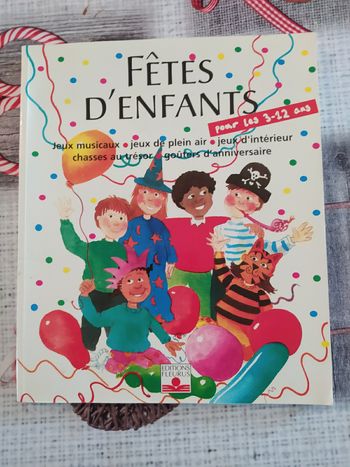 FÊTES
D'ENFANTS
pour les 3-12 ans
Jeux musicaux • jeux de plein air • jeux d'intérieur
chasses au trésor • goûters d'anniversaire
EDITIONS
FLEURUS